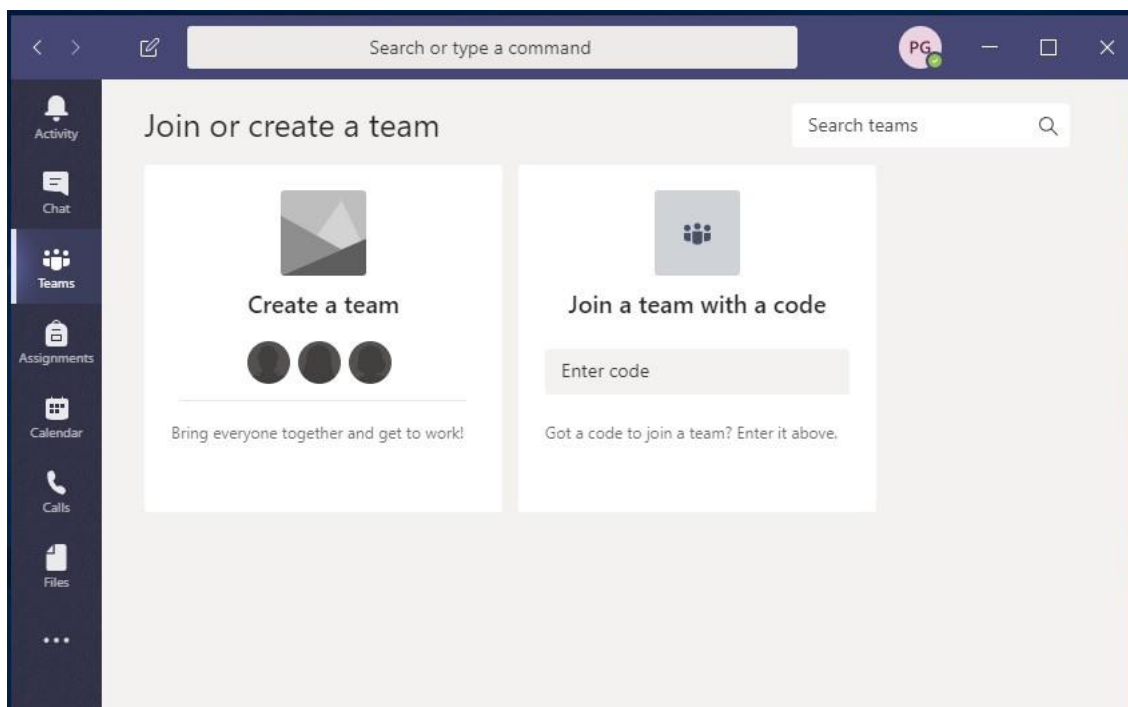 Search or type a command
PG
Activity
Chat
Teams
Assignments
Calendar
Calls
Files
Join or create a team
Search teams
Create a team
Bring everyone together and get to work!
Join a team with a code
Enter code
Got a code to join a team? Enter it above.